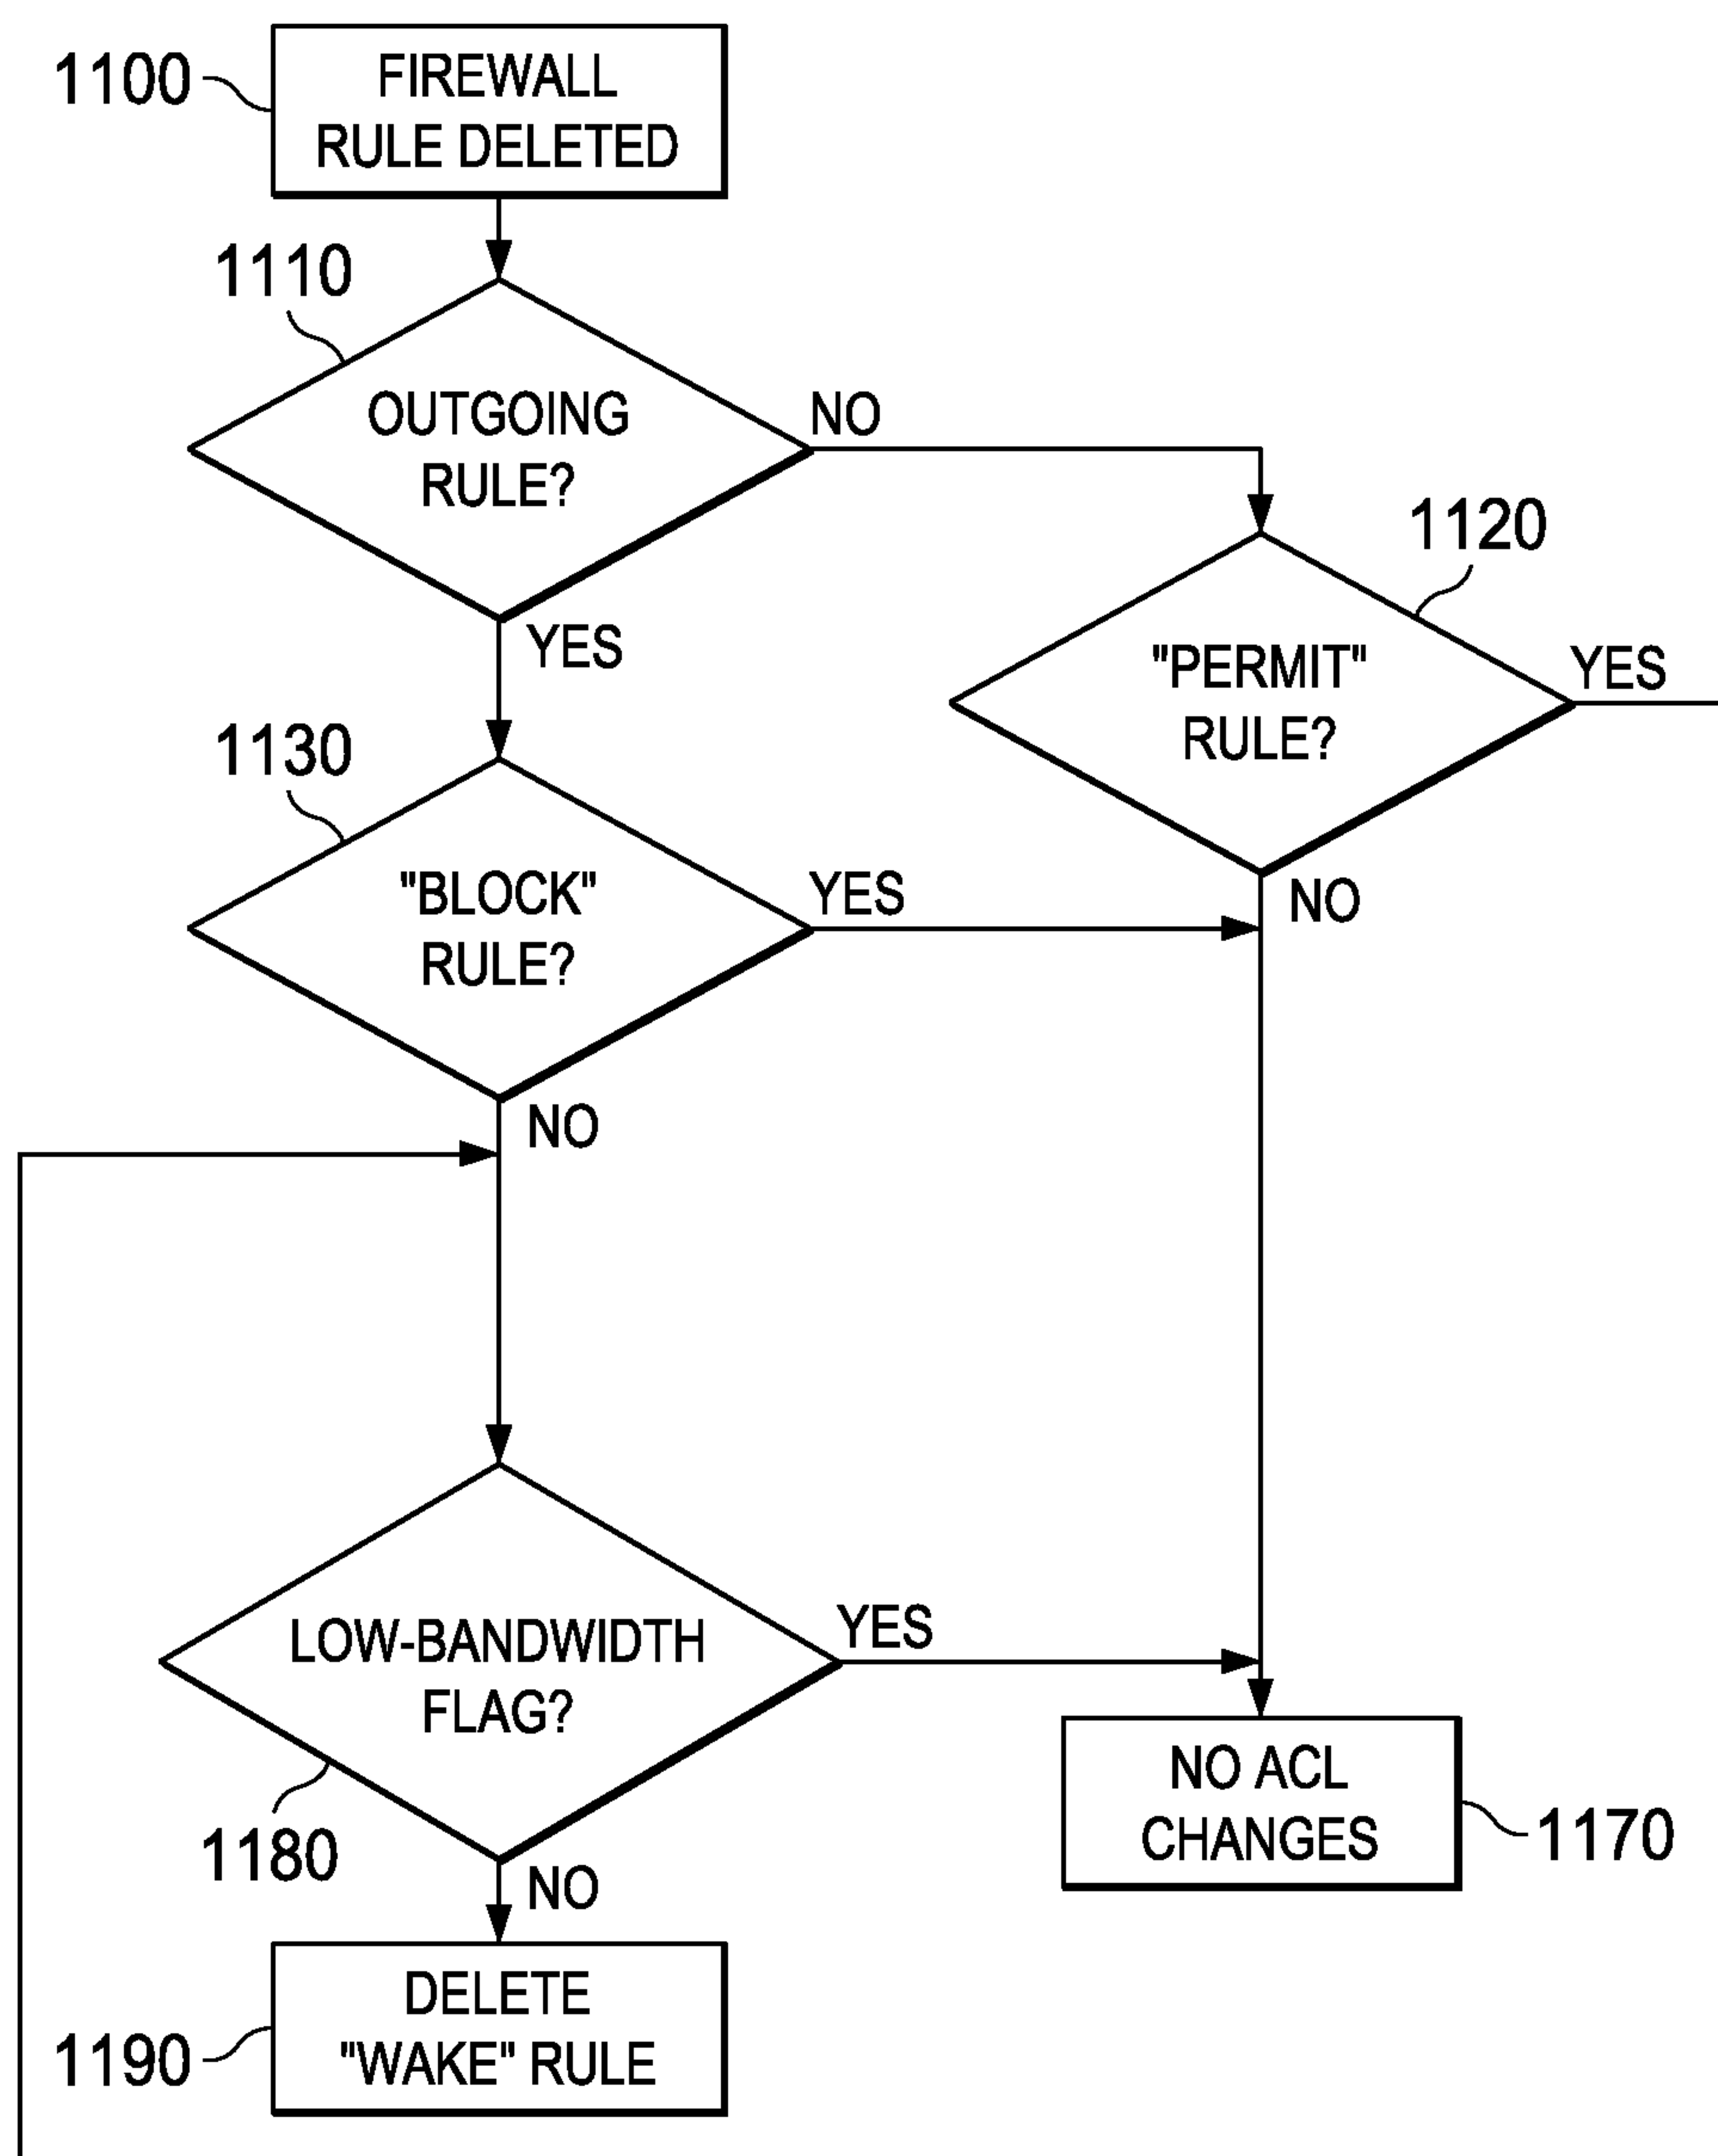 1100
FIREWALL
RULE DELETED
1110
OUTGOING
RULE?
NO
YES
1120
"PERMIT"
RULE?
YES
NO
1130
"BLOCK"
RULE?
YES
NO
LOW-BANDWIDTH
FLAG?
YES
1180
NO
NO ACL
CHANGES
1170
DELETE
"WAKE" RULE
1190